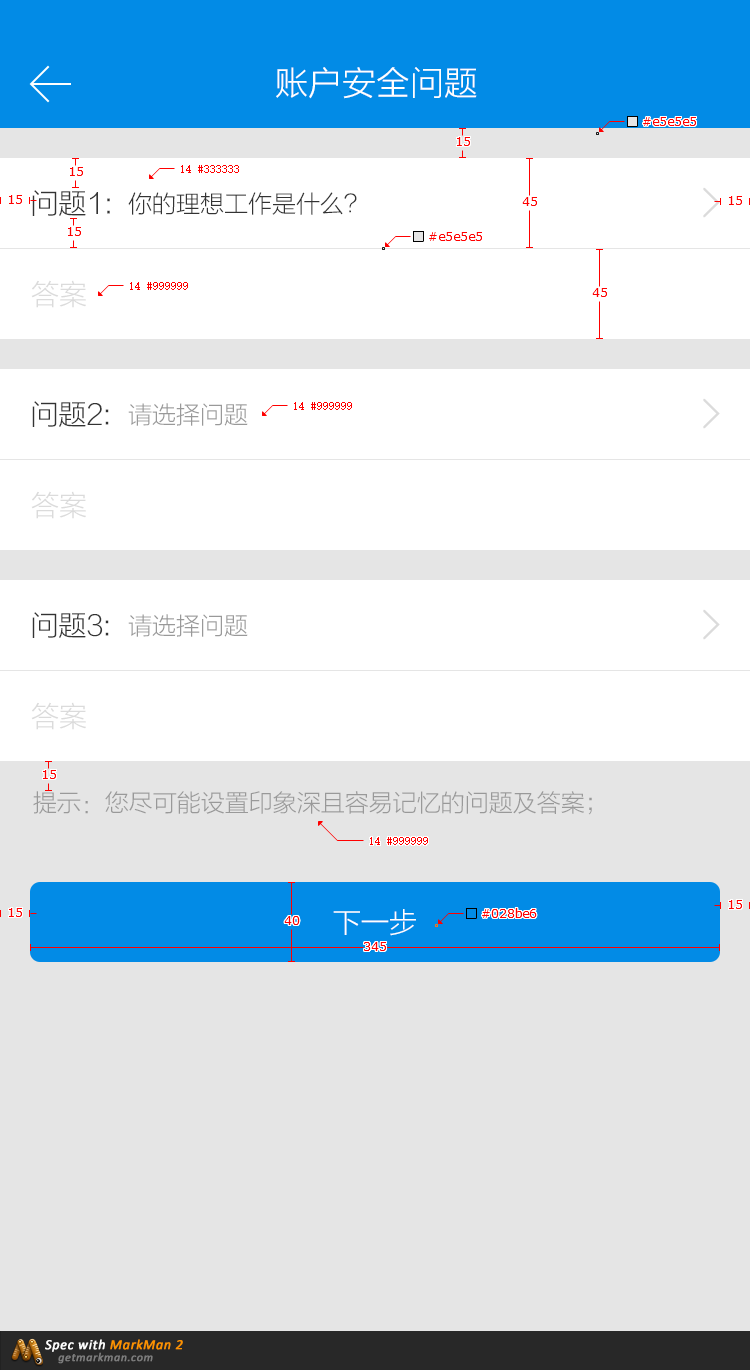 账户安全问题
#e5e5e5
15
15
14 #333333
15
问题1：你的理想工作是什么?
45
15
15
#e5e5e5
答案
14 #999999
45
问题2：请选择问题
14 #999999
答案
问题3：请选择问题
答案
15
提示：您尽可能设置印象深且容易记忆的问题及答案；
14 #999999
15
40
下一步
#028be6
15
345
Spec with MarkMan 2
getmarkman.com